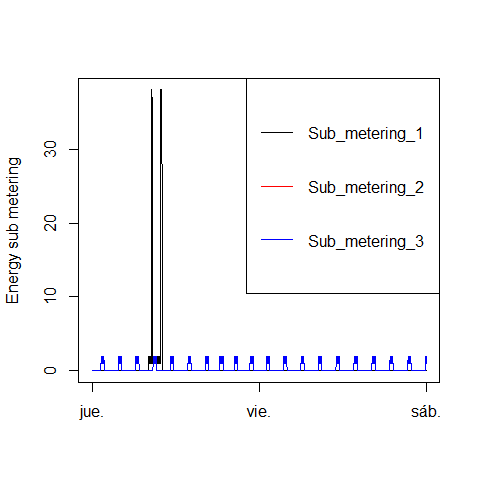 Energy sub metering
30
20
10
0
Sub_metering_1
Sub_metering_2
Sub_metering_3
jue.
vie.
sáb.